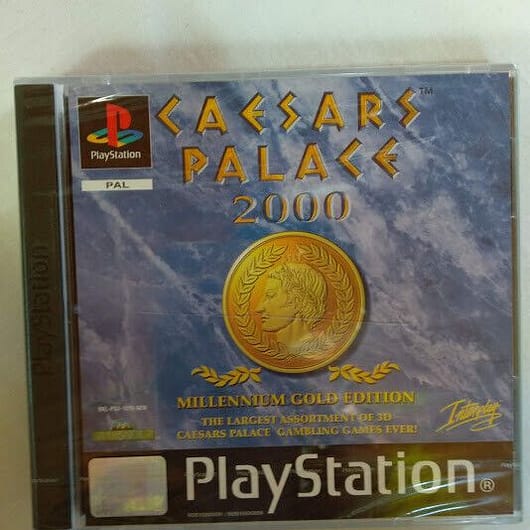 CAESARS™
PALACE
2000
PlayStation
PAL
PlayStation
MILLENNIUM GOLD EDITION
THE LARGEST ASSORTMENT OF 3D
CAESARS PALACE GAMBLING GAMES EVER!
Interplay
PlayStation®